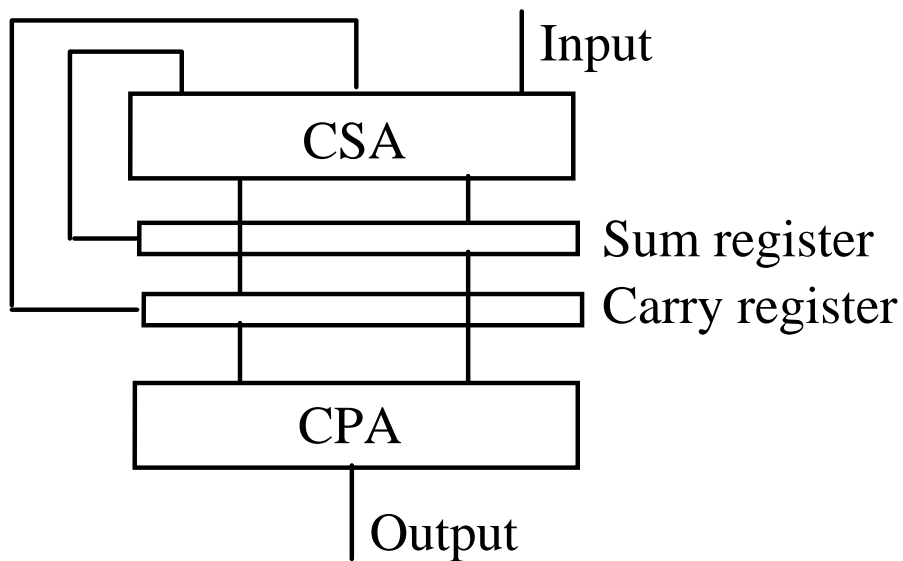 Input
CSA
Sum register
Carry register
CPA
Output